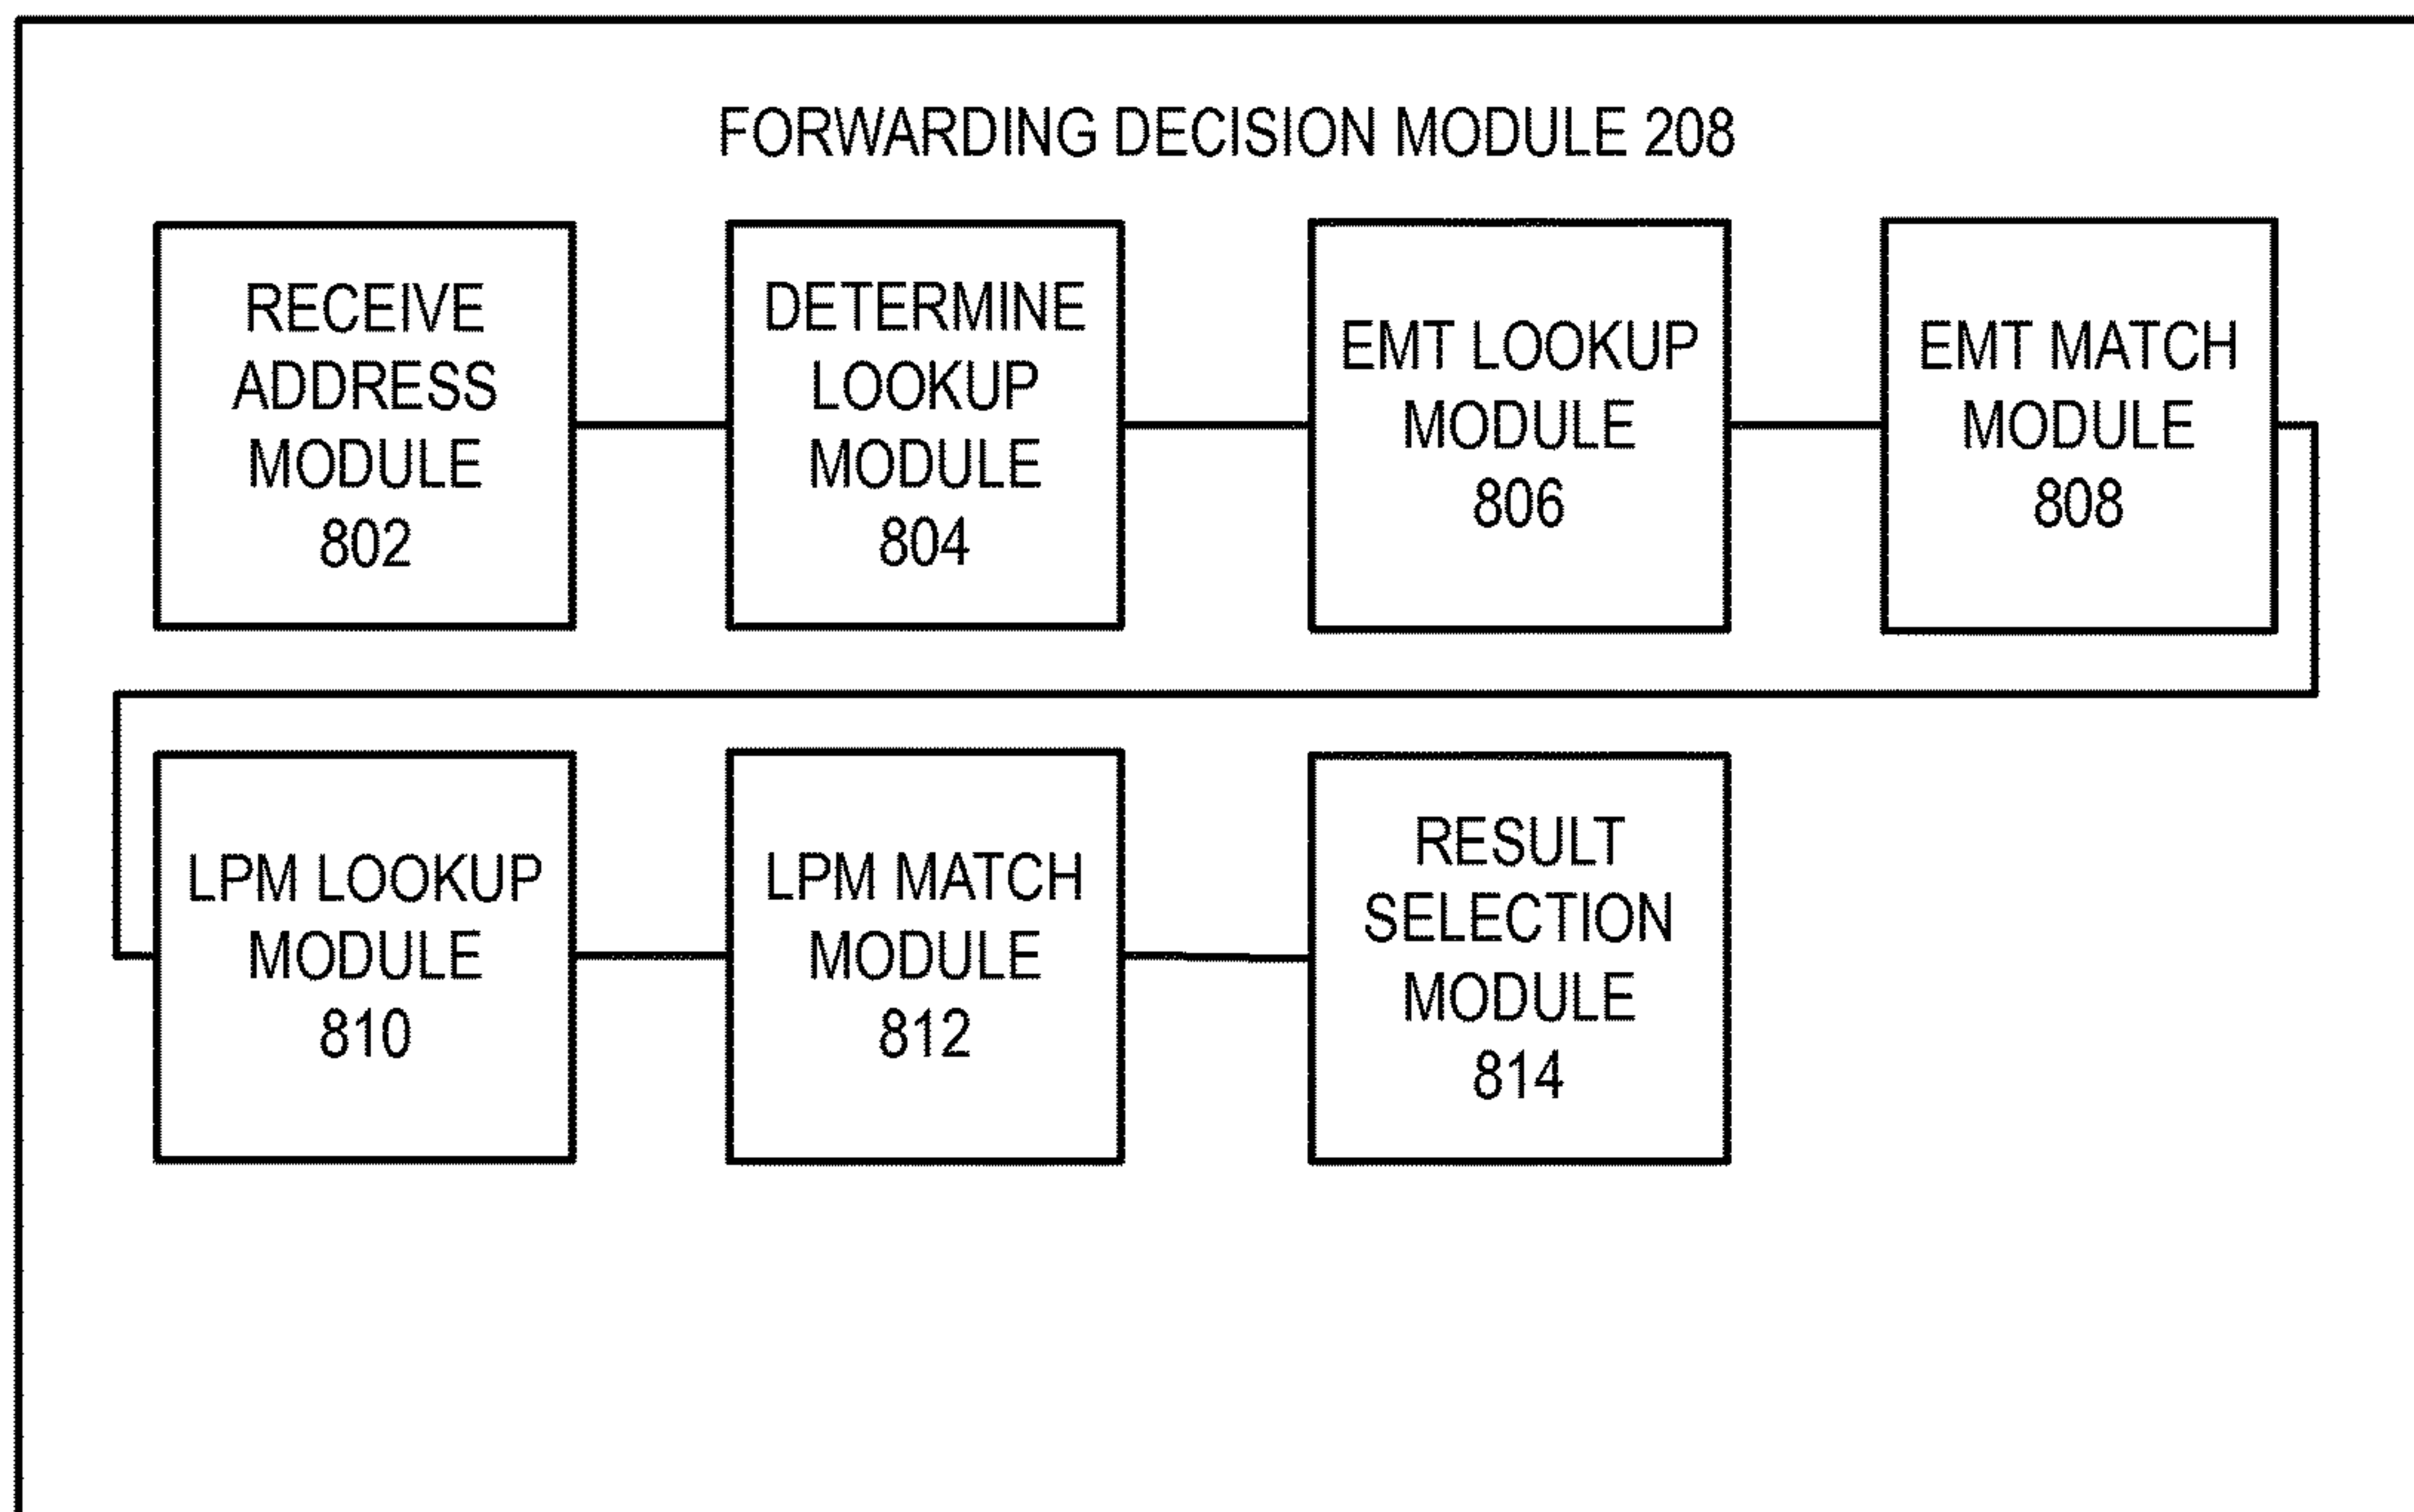 FORWARDING DECISION MODULE 208
RECEIVE
ADDRESS
MODULE
802
DETERMINE
LOOKUP
MODULE
804
EMT LOOKUP
MODULE
806
EMT MATCH
MODULE
808
LPM LOOKUP
MODULE
810
LPM MATCH
MODULE
812
RESULT
SELECTION
MODULE
814